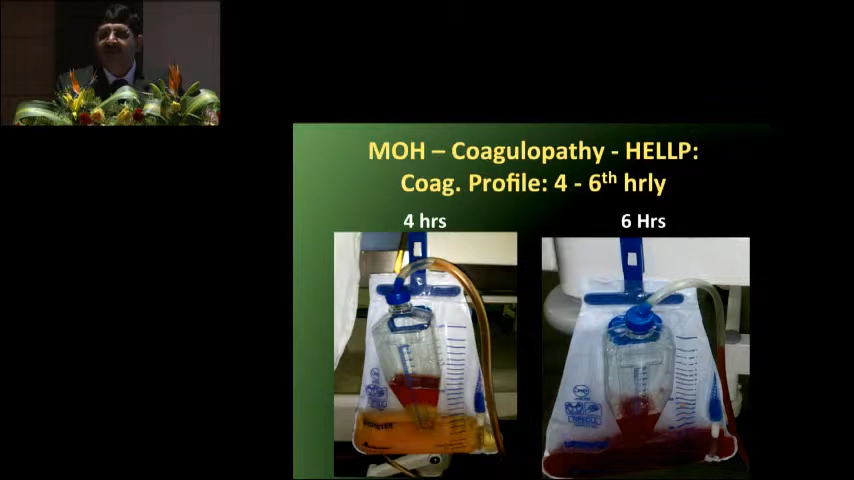 MOH – Coagulopathy - HELLP:
Coag. Profile: 4 - 6th hrly
4 hrs
6 Hrs